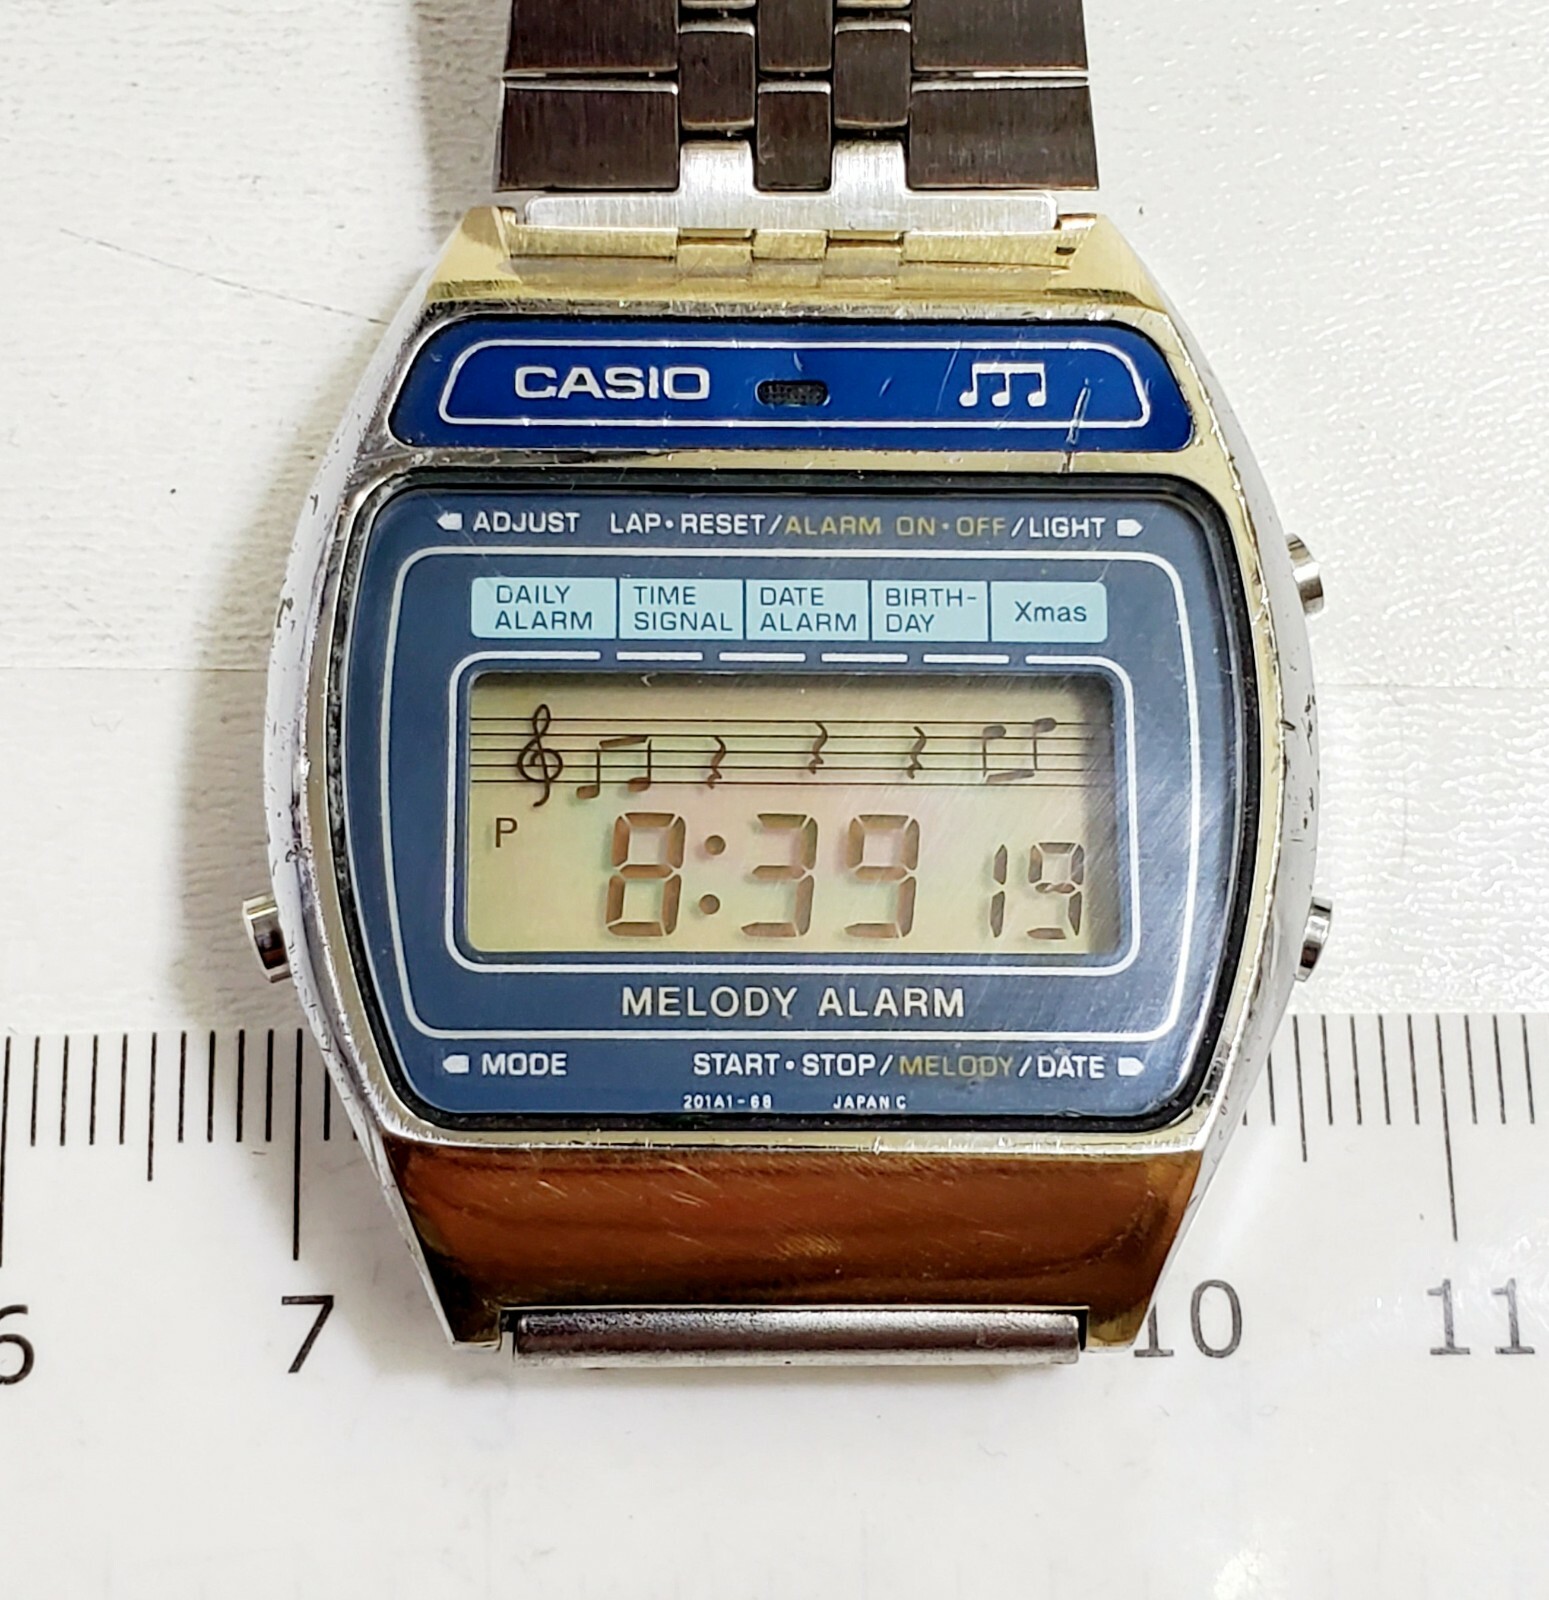 CASIO
ADJUST LAP•RESET/ALARM ON•OFF/LIGHT
DAILY ALARM
TIME SIGNAL
DATE ALARM
BIRTH-DAY
Xmas
P 8:39 19
MELODY ALARM
MODE START•STOP/MELODY/DATE
201A1-68 JAPAN C
6 7 10 11